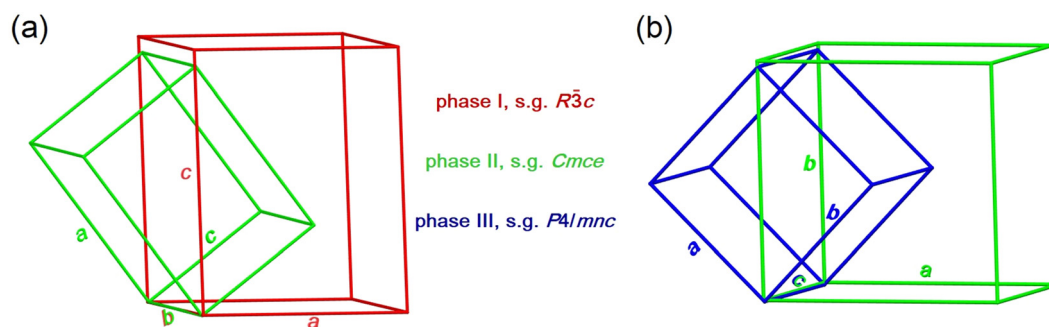 (a)
(b)
phase I, s.g. R3̄c
phase II, s.g. Cmce
phase III, s.g. P4/mnc
c
a
c
b
a
b
b
a
c
a